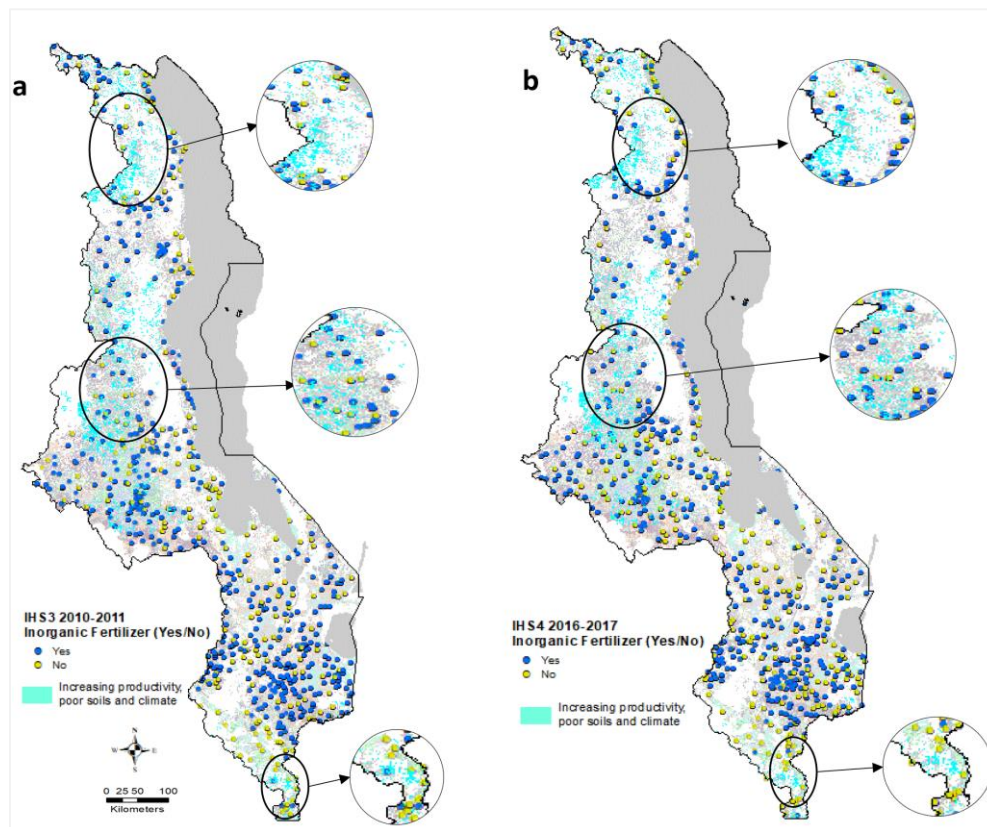 a
IHS3 2010-2011
Inorganic Fertilizer (Yes/No)
Yes
No
Increasing productivity,
poor soils and climate
N
W E
S
0 25 50 100
Kilometers
b
IHS4 2016-2017
Inorganic Fertilizer (Yes/No)
Yes
No
Increasing productivity,
poor soils and climate